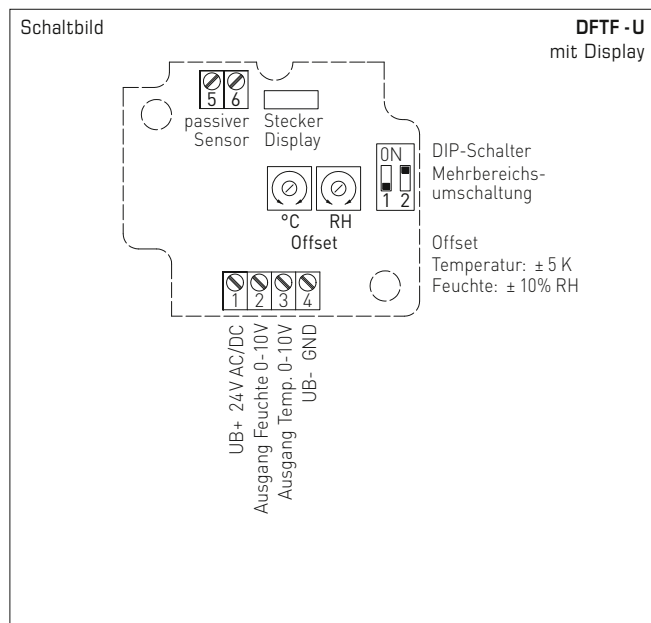 Schaltbild
DFTF -U
mit Display
5 6
passiver
Sensor
Stecker
Display
ON
1 2
DIP-Schalter
Mehrbereichs-
umschaltung
°C
RH
Offset
Offset
Temperatur: ± 5 K
Feuchte: ± 10% RH
1 2 3 4
UB+ 24V AC/DC
Ausgang Feuchte 0-10V
Ausgang Temp. 0-10V
UB- GND